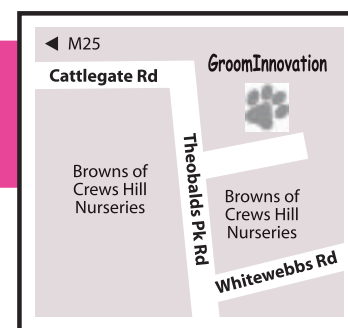 ◀ M25
Cattlegate Rd
GroomInnovation
Theobalds Pk Rd
Browns of
Crews Hill
Nurseries
Browns of
Crews Hill
Nurseries
Whitewebbs Rd